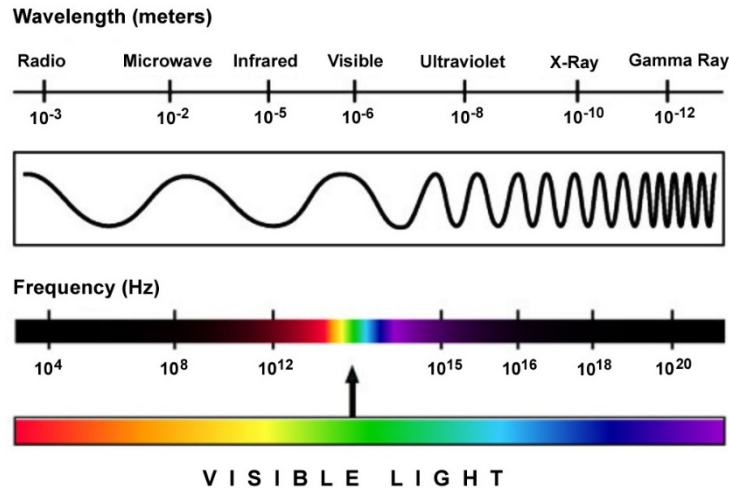 Wavelength (meters)
Radio Microwave Infrared Visible Ultraviolet X-Ray Gamma Ray
10⁻³ 10⁻² 10⁻⁵ 10⁻⁶ 10⁻⁸ 10⁻¹⁰ 10⁻¹²
Frequency (Hz)
10⁴ 10⁸ 10¹² 10¹⁵ 10¹⁶ 10¹⁸ 10²⁰
VISIBLE LIGHT